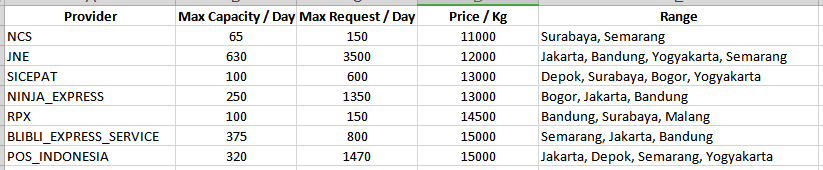 Provider Max Capacity / Day Max Request / Day Price / Kg Range
NCS 65 150 11000 Surabaya, Semarang
JNE 630 3500 12000 Jakarta, Bandung, Yogyakarta, Semarang
SICEPAT 100 600 13000 Depok, Surabaya, Bogor, Yogyakarta
NINJA_EXPRESS 250 1350 13000 Bogor, Jakarta, Bandung
RPX 100 150 14500 Bandung, Surabaya, Malang
BLIBLI_EXPRESS_SERVICE 375 800 15000 Semarang, Jakarta, Bandung
POS_INDONESIA 320 1470 15000 Jakarta, Depok, Semarang, Yogyakarta